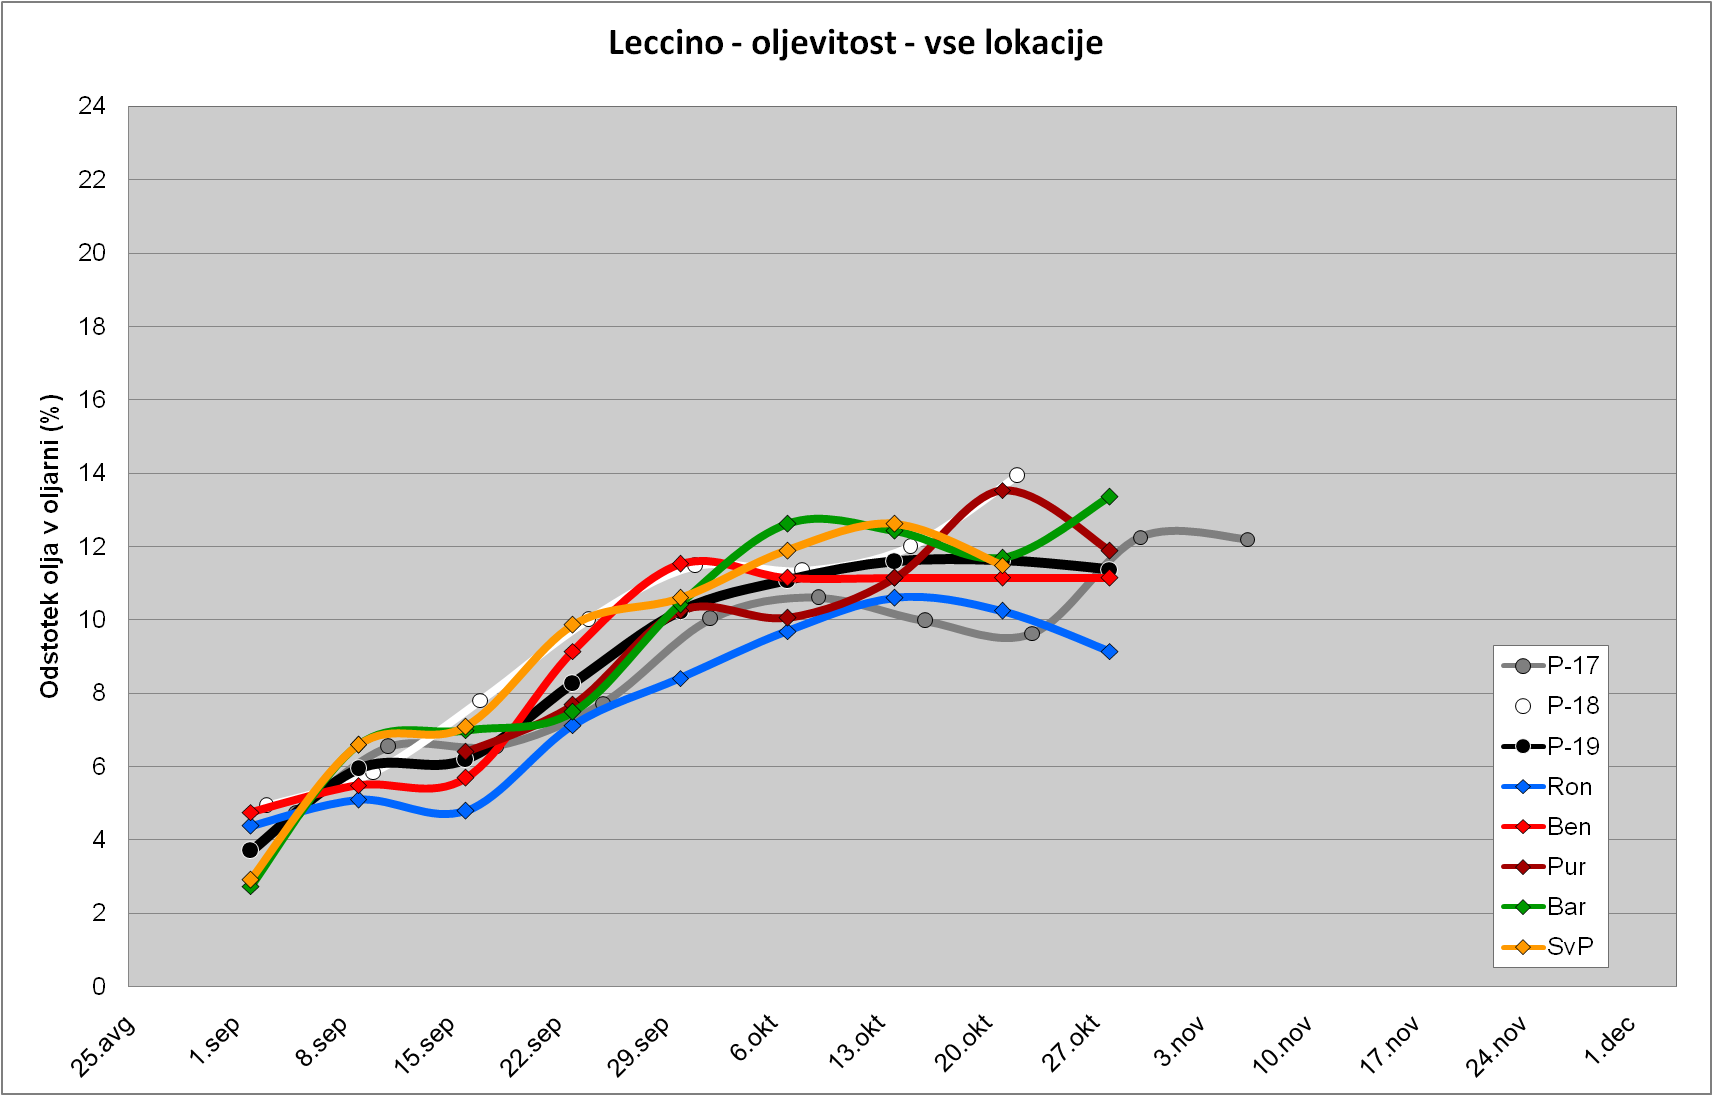 Leccino - oljevitost - vse lokacije
Odstotek olja v oljarni (%)
24
22
20
18
16
14
12
10
8
6
4
2
0
25.avg
1.sep
8.sep
15.sep
22.sep
29.sep
6.okt
13.okt
20.okt
27.okt
3.nov
10.nov
17.nov
24.nov
1.dec
P-17
P-18
P-19
Ron
Ben
Pur
Bar
SvP